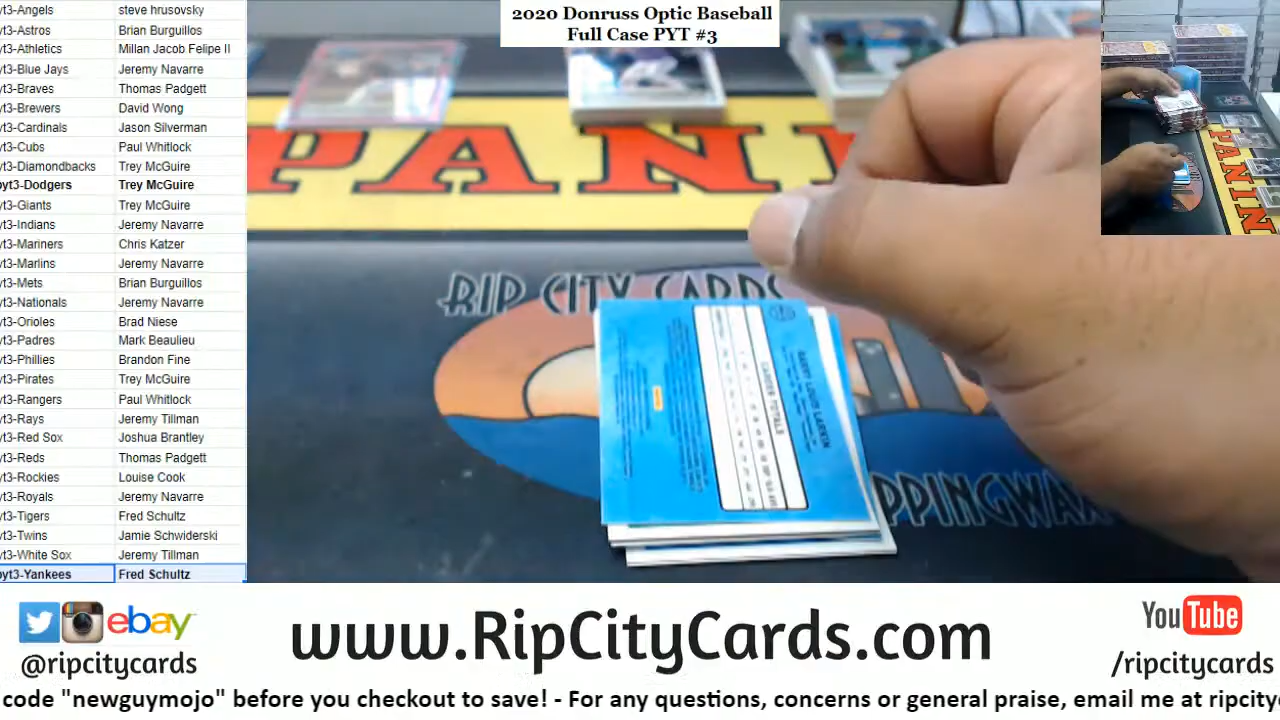 2020 Donruss Optic Baseball
Full Case PYT #3
yt3-Angels steve hrusovsky
yt3-Astros Brian Burguillos
yt3-Athletics Millan Jacob Felipe II
yt3-Blue Jays Jeremy Navarre
yt3-Braves Thomas Padgett
yt3-Brewers David Wong
yt3-Cardinals Jason Silverman
yt3-Cubs Paul Whitlock
yt3-Diamondbacks Trey McGuire
pyt3-Dodgers Trey McGuire
yt3-Giants Trey McGuire
yt3-Indians Jeremy Navarre
yt3-Mariners Chris Katzer
yt3-Marlins Jeremy Navarre
yt3-Mets Brian Burguillos
yt3-Nationals Jeremy Navarre
yt3-Orioles Brad Niese
yt3-Padres Mark Beaulieu
yt3-Phillies Brandon Fine
yt3-Pirates Trey McGuire
yt3-Rangers Paul Whitlock
yt3-Rays Jeremy Tillman
yt3-Red Sox Joshua Brantley
yt3-Reds Thomas Padgett
yt3-Rockies Louise Cook
yt3-Royals Jeremy Navarre
yt3-Tigers Fred Schultz
yt3-Twins Jamie Schwiderski
yt3-White Sox Jeremy Tillman
pyt3-Yankees Fred Schultz
PANINI
RIP CITY CARDS
BARRY LOUIS LARKIN
CAREER TOTALS
ebay
@ripcitycards
www.RipCityCards.com
YouTube
/ripcitycards
code "newguymojo" before you checkout to save! - For any questions, concerns or general praise, email me at ripcity